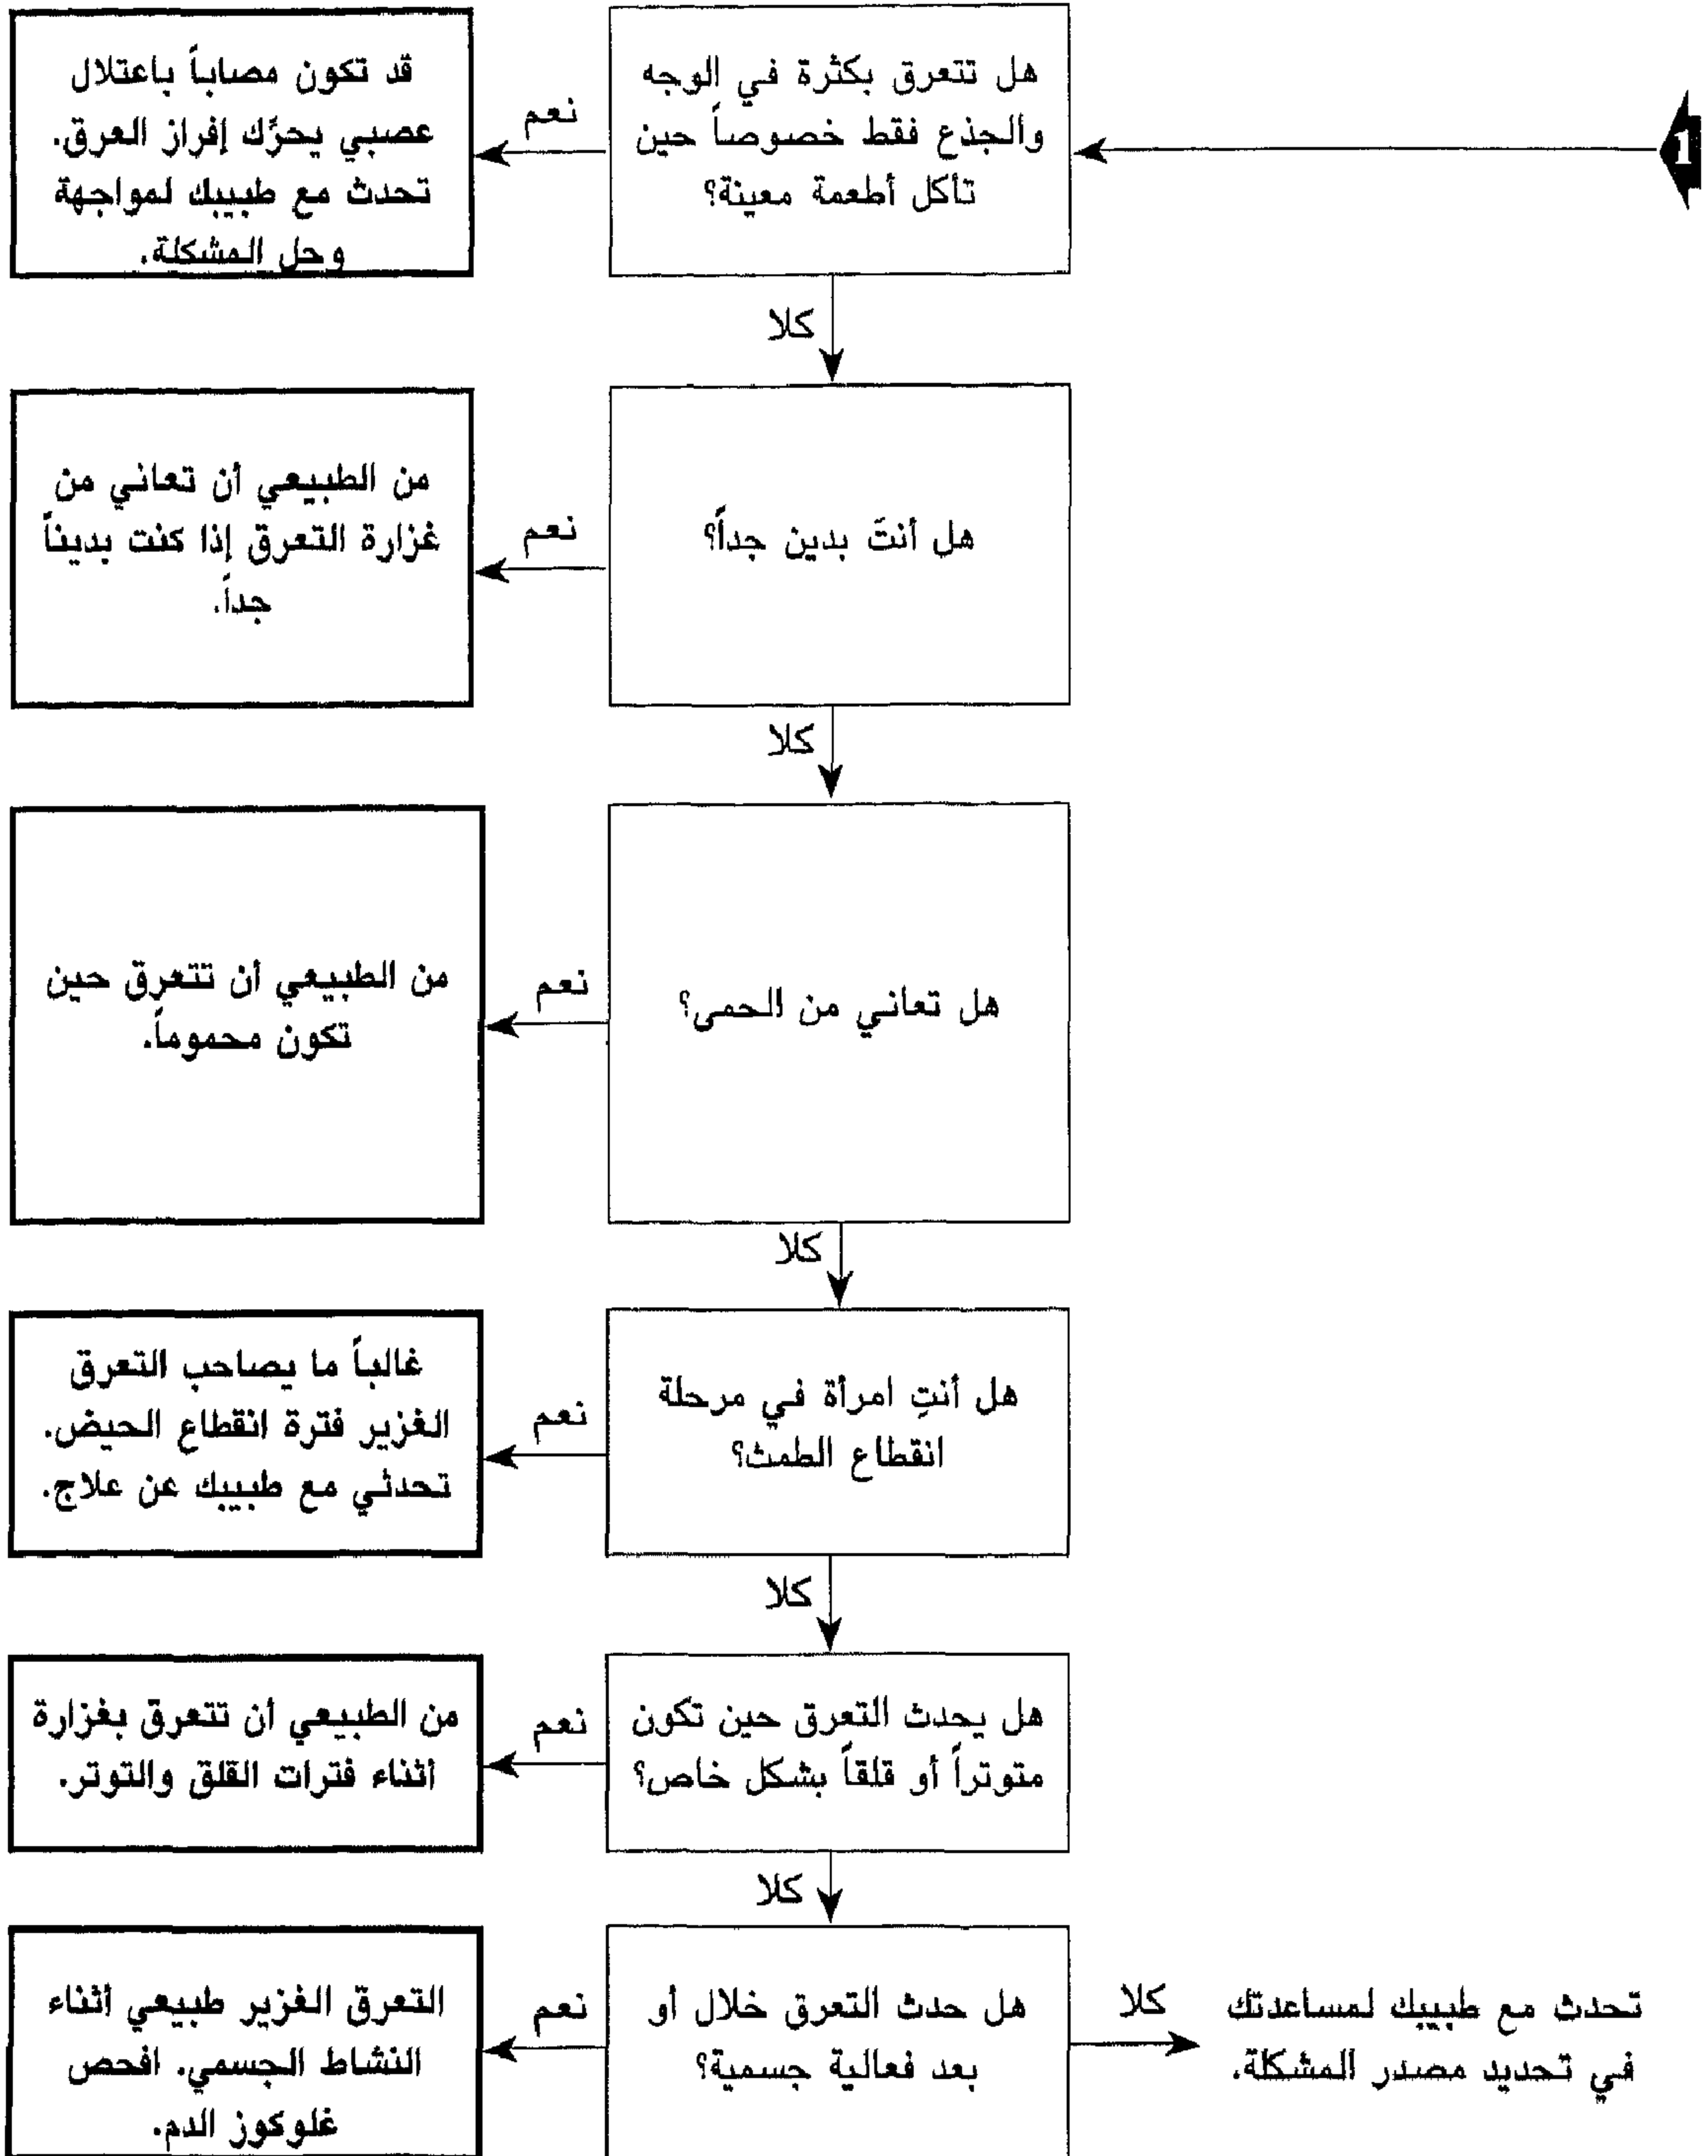 1
هل تتعرق بكثرة في الوجه
والجذع فقط خصوصاً حين
تأكل أطعمة معينة؟
نعم
قد تكون مصاباً باعتلال
عصبي يحرِّك إفراز العرق.
تحدث مع طبيبك لمواجهة
وحل المشكلة.
كلا
هل أنتَ بدين جداً؟
نعم
من الطبيعي أن تعاني من
غزارة التعرق إذا كنت بديناً
جداً.
كلا
هل تعاني من الحمى؟
نعم
من الطبيعي أن تتعرق حين
تكون محموماً.
كلا
هل أنتِ امرأة في مرحلة
انقطاع الطمث؟
نعم
غالباً ما يصاحب التعرق
الغزير فترة انقطاع الحيض.
تحدثي مع طبيبك عن علاج.
كلا
هل يحدث التعرق حين تكون
متوتراً أو قلقاً بشكل خاص؟
نعم
من الطبيعي أن تتعرق بغزارة
أثناء فترات القلق والتوتر.
كلا
هل حدث التعرق خلال أو
بعد فعالية جسمية؟
نعم
التعرق الغزير طبيعي أثناء
النشاط الجسمي. افحص
غلوكوز الدم.
كلا
تحدث مع طبيبك لمساعدتك
في تحديد مصدر المشكلة.